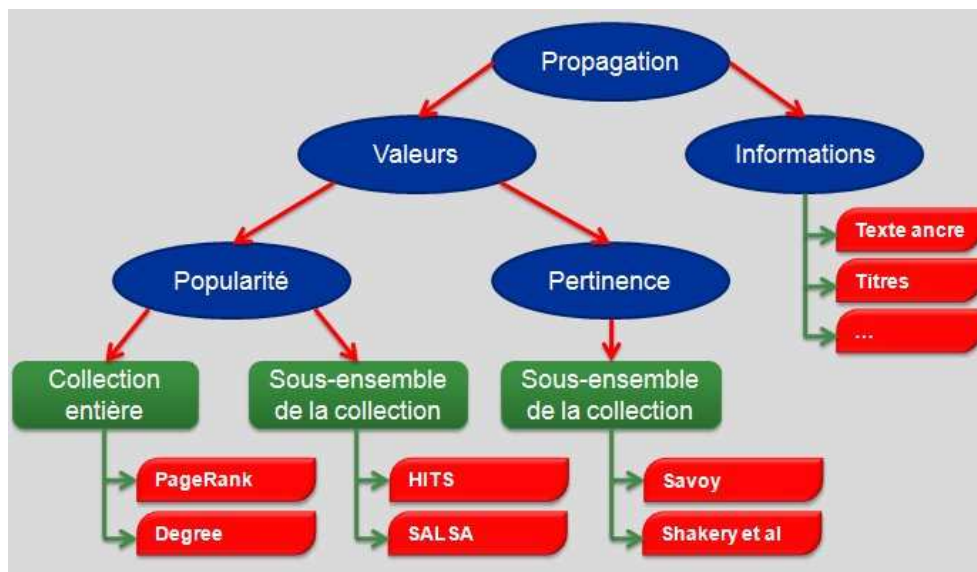 Propagation
Valeurs
Informations
Texte ancre
Titres
...
Popularité
Pertinence
Collection
entière
Sous-ensemble
de la collection
Sous-ensemble
de la collection
PageRank
Degree
HITS
SALSA
Savoy
Shakery et al